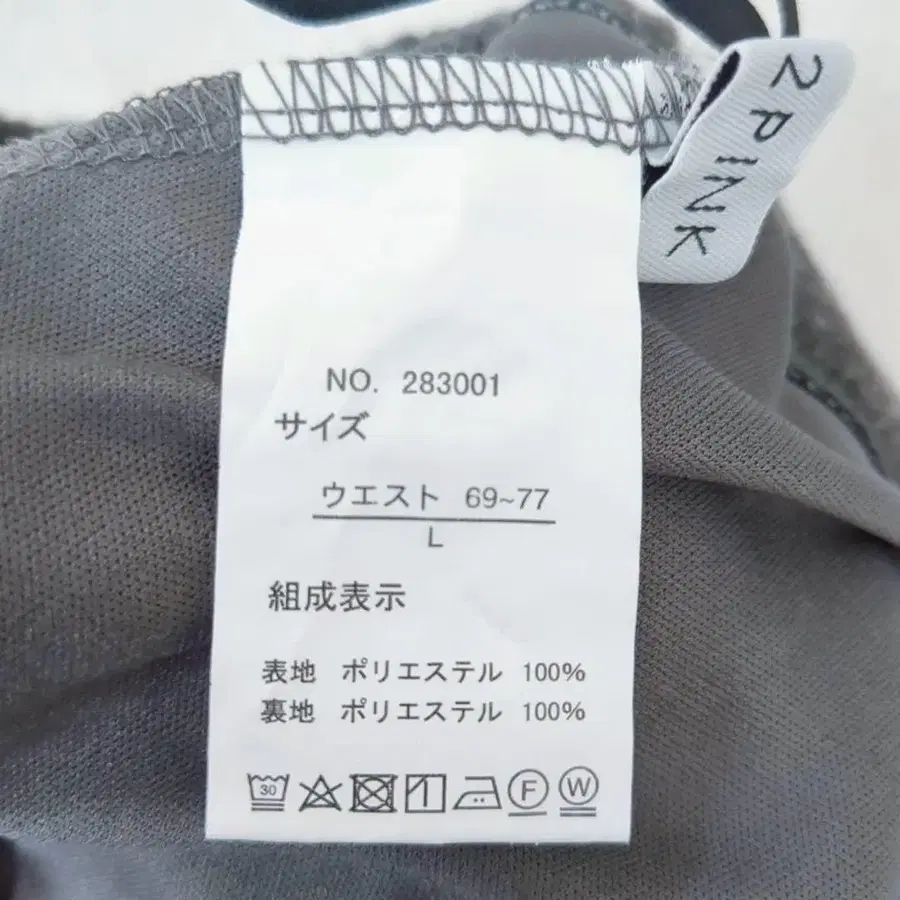 2PINK
NO. 283001
サイズ
ウエスト 69~77
L
組成表示
表地 ポリエステル 100%
裏地 ポリエステル 100%
30 F W